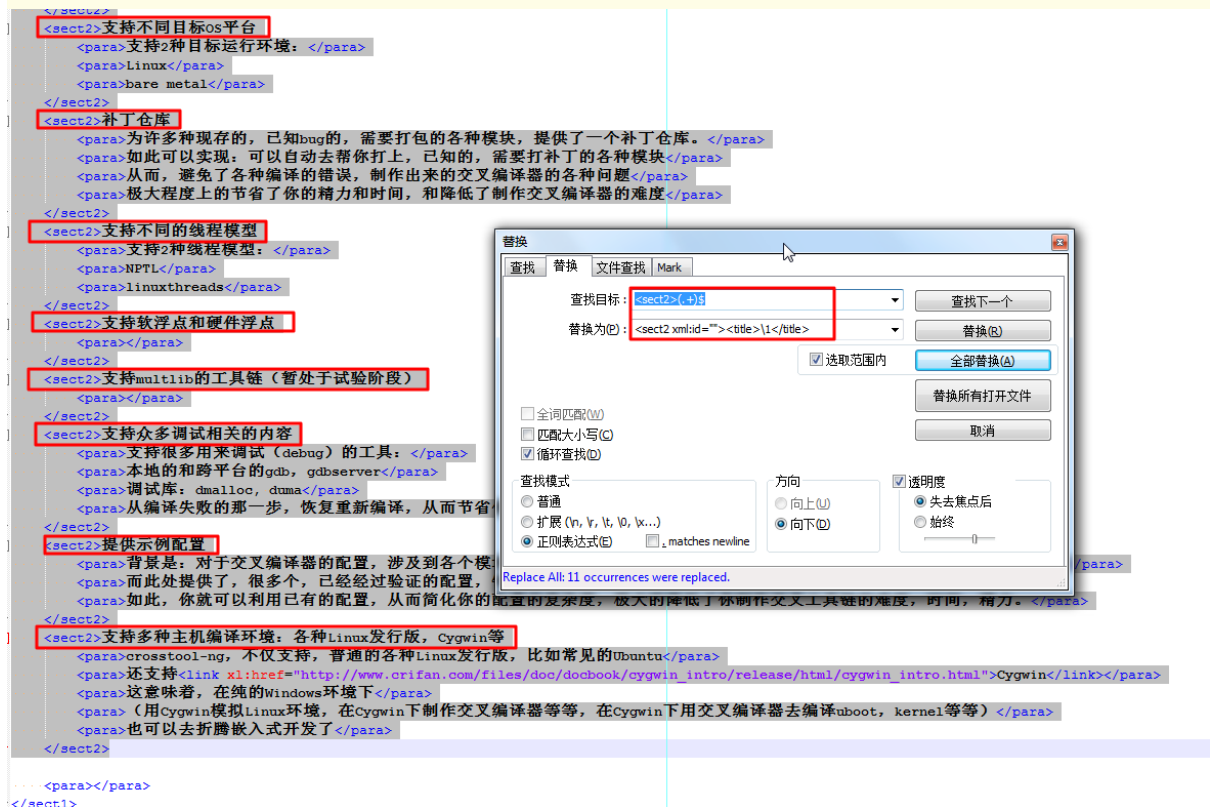 </sect2>
<sect2>支持不同目标OS平台
<para>支持2种目标运行环境：</para>
<para>Linux</para>
<para>bare metal</para>
</sect2>
<sect2>补丁仓库
<para>为许多种现存的，已知bug的，需要打包的各种模块，提供了一个补丁仓库。</para>
<para>如此可以实现：可以自动去帮你打上，已知的，需要打补丁的各种模块</para>
<para>从而，避免了各种编译的错误，制作出来的交叉编译器的各种问题</para>
<para>极大程度上的节省了你的精力和时间，和降低了制作交叉编译器的难度</para>
</sect2>
<sect2>支持不同的线程模型
<para>支持2种线程模型：</para>
<para>NPTL</para>
<para>linuxthreads</para>
</sect2>
<sect2>支持软浮点和硬件浮点
<para></para>
</sect2>
<sect2>支持multlib的工具链（暂处于试验阶段）
<para></para>
</sect2>
<sect2>支持众多调试相关的内容
<para>支持很多用来调试（debug）的工具：</para>
<para>本地的和跨平台的gdb，gdbserver</para>
<para>调试库：dmalloc, duma</para>
<para>从编译失败的那一步，恢复重新编译，从而节省
</sect2>
<sect2>提供示例配置
<para>背景是：对于交叉编译器的配置，涉及到各个模
/para>
<para>而此处提供了，很多个，已经经过验证的配置，
<para>如此，你就可以利用已有的配置，从而简化你的配置的复杂度，极大的降低了你制作交叉工具链的难度，时间，精力。</para>
</sect2>
<sect2>支持多种主机编译环境：各种Linux发行版，Cygwin等
<para>crosstool-ng，不仅支持，普通的各种Linux发行版，比如常见的Ubuntu</para>
<para>还支持<link xl:href="http://www.crifan.com/files/doc/docbook/cygwin_intro/release/html/cygwin_intro.html">Cygwin</link></para>
<para>这意味着，在纯的Windows环境下</para>
<para>（用Cygwin模拟Linux环境，在Cygwin下制作交叉编译器等等，在Cygwin下用交叉编译器去编译uboot，kernel等等）</para>
<para>也可以去折腾嵌入式开发了</para>
</sect2>
<para></para>
</sect1>
替换
查找 替换 文件查找 Mark
查找目标： <sect2>(.+)$ 查找下一个
替换为(P)： <sect2 xml:id=""><title>\1</title> 替换(R)
选取范围内 全部替换(A)
替换所有打开文件
全词匹配(W) 取消
匹配大小写(C)
循环查找(D)
查找模式 方向 透明度
普通 向上(U) 失去焦点后
扩展 (\n, \r, \t, \0, \x...) 向下(D) 始终
正则表达式(E) . matches newline
Replace All: 11 occurrences were replaced.